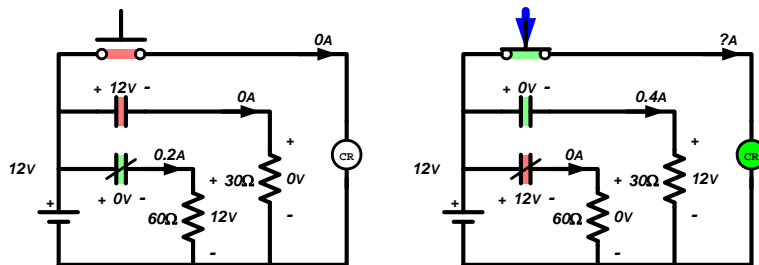 0A
+ 12V -
0A
0.2A
+
12V
+ 0V -
+
30Ω
0V
CR
+
60Ω
12V
-
-
+
?A
+ 0V -
0.4A
0A
+
12V
+ 12V -
+
30Ω
12V
CR
+
60Ω
0V
-
-